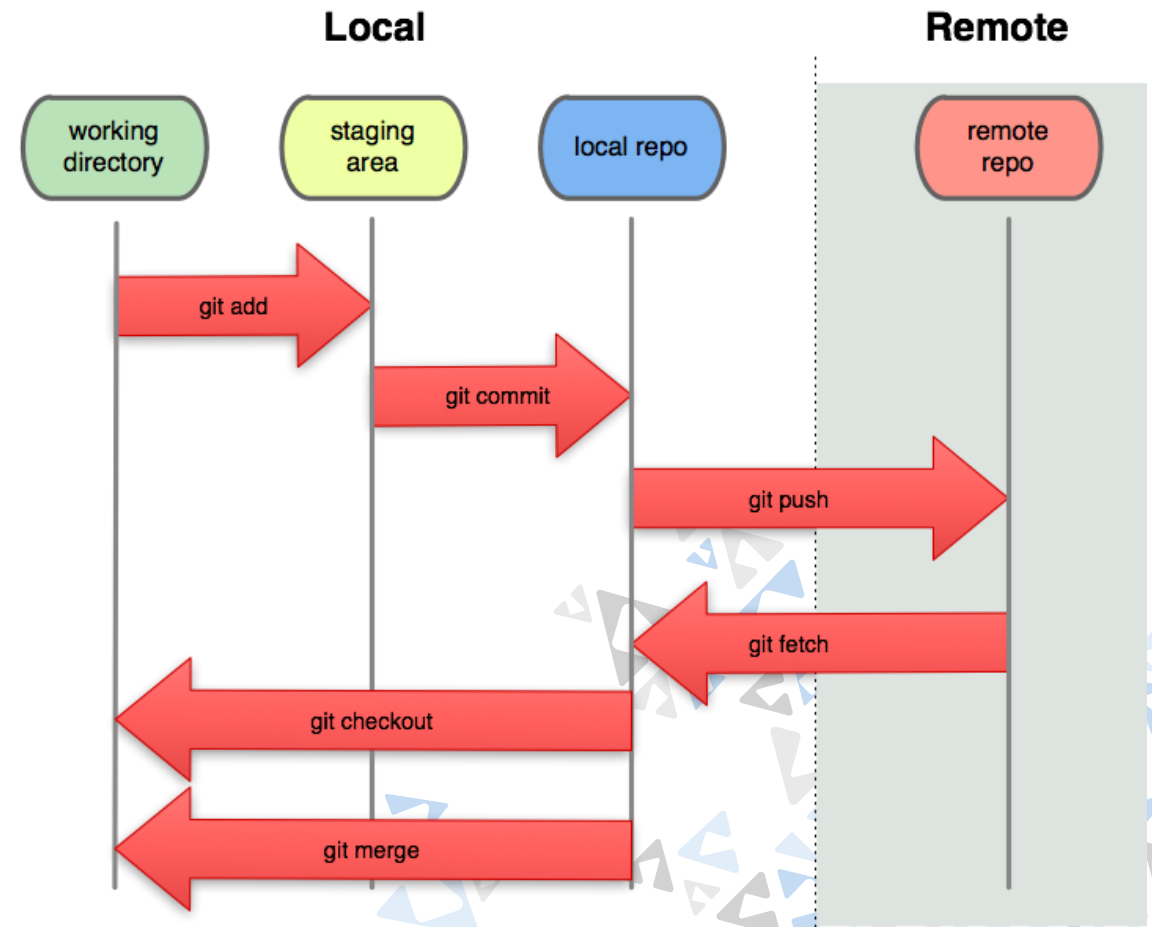 Local
Remote
working
directory
staging
area
local repo
remote
repo
git add
git commit
git push
git fetch
git checkout
git merge